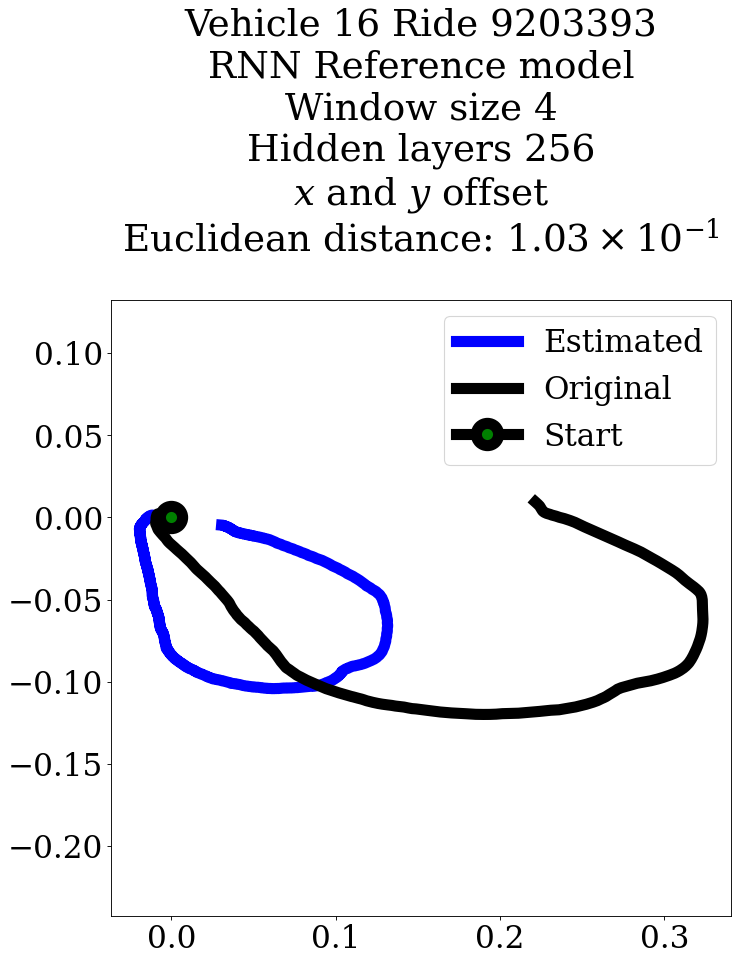 Vehicle 16 Ride 9203393
RNN Reference model
Window size 4
Hidden layers 256
x and y offset
Euclidean distance: 1.03 × 10⁻¹
Estimated
Original
Start
0.10
0.05
0.00
−0.05
−0.10
−0.15
−0.20
0.0 0.1 0.2 0.3